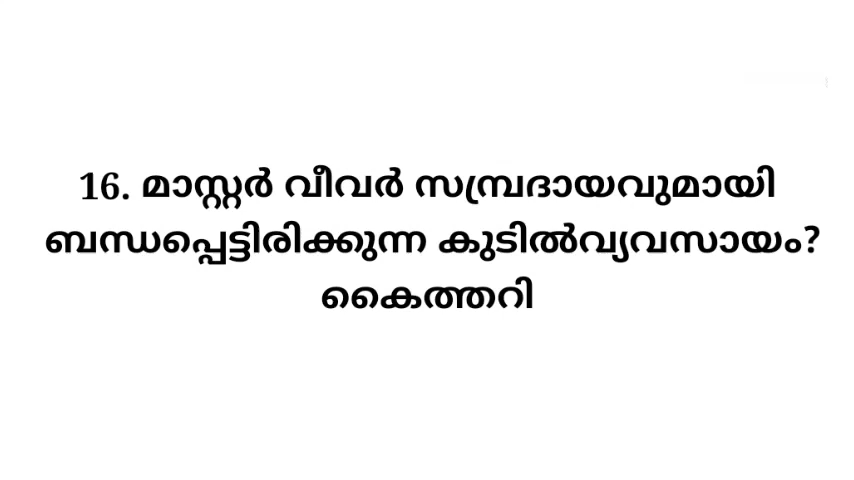 16. മാസ്റ്റർ വീവർ സമ്പ്രദായവുമായി
ബന്ധപ്പെട്ടിരിക്കുന്ന കുടിൽവ്യവസായം?
കൈത്തറി